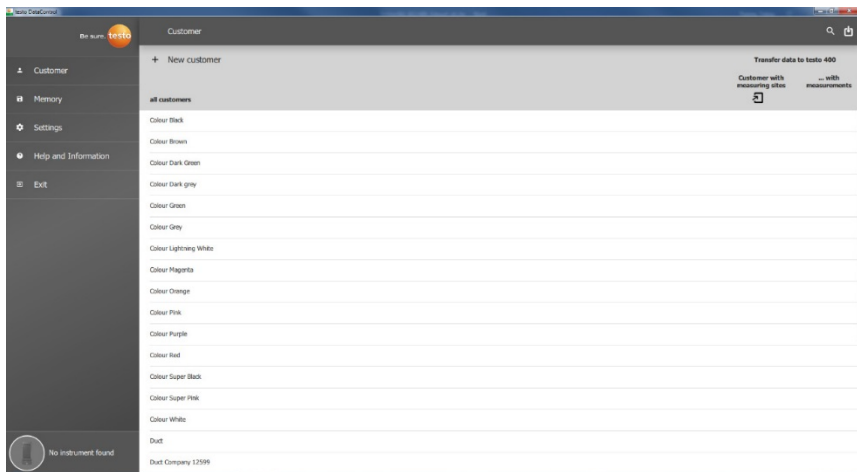 testo DataControl
Be sure. testo
Customer
Customer
Memory
Settings
Help and Information
Exit
No instrument found
+ New customer
Transfer data to testo 400
Customer with
measuring sites
... with
measurements
all customers
Colour Black
Colour Brown
Colour Dark Green
Colour Dark grey
Colour Green
Colour Grey
Colour Lightning White
Colour Magenta
Colour Orange
Colour Pink
Colour Purple
Colour Red
Colour Super Black
Colour Super Pink
Colour White
Duct
Duct Company 12599